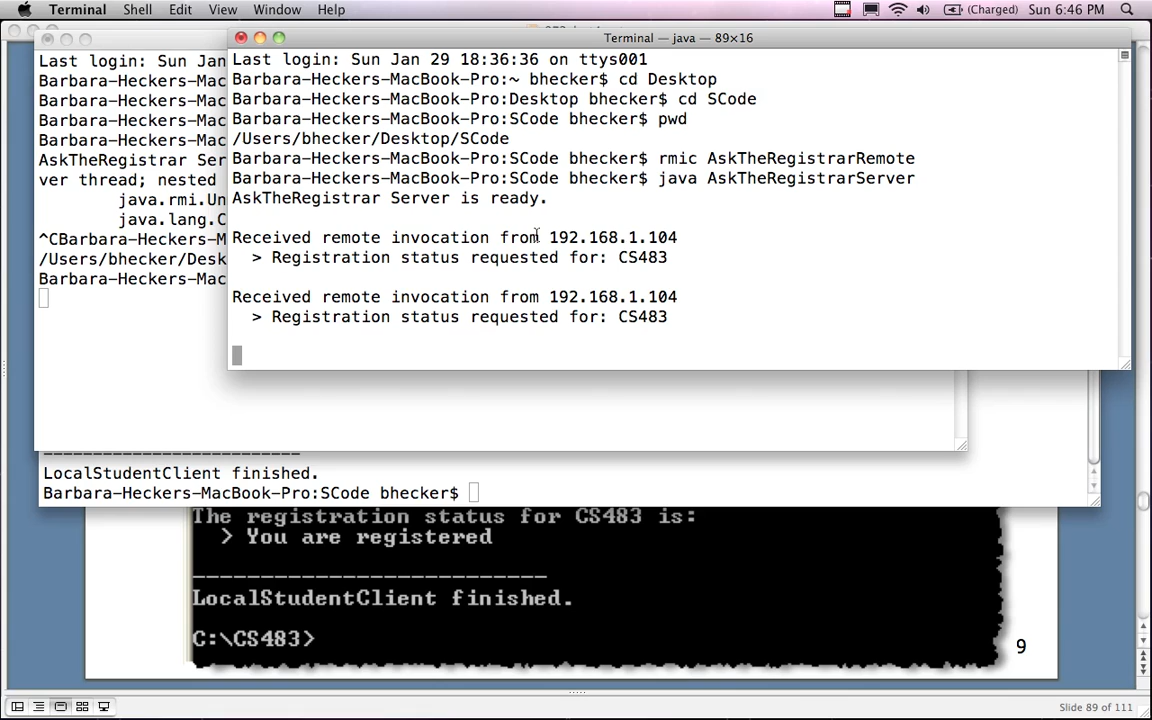 Terminal Shell Edit View Window Help (Charged) Sun 6:46 PM
Terminal — java — 89×16
Last login: Sun Jan 29 18:36:36 on ttys001
Barbara-Heckers-MacBook-Pro:~ bhecker$ cd Desktop
Barbara-Heckers-MacBook-Pro:Desktop bhecker$ cd SCode
Barbara-Heckers-MacBook-Pro:SCode bhecker$ pwd
/Users/bhecker/Desktop/SCode
Barbara-Heckers-MacBook-Pro:SCode bhecker$ rmic AskTheRegistrarRemote
Barbara-Heckers-MacBook-Pro:SCode bhecker$ java AskTheRegistrarServer
AskTheRegistrar Server is ready.
Received remote invocation from 192.168.1.104
> Registration status requested for: CS483
Received remote invocation from 192.168.1.104
> Registration status requested for: CS483
Last login: Sun Jan
Barbara-Heckers-Mac
Barbara-Heckers-Mac
Barbara-Heckers-Mac
Barbara-Heckers-Mac
AskTheRegistrar Ser
ver thread; nested
java.rmi.Un
java.lang.C
^CBarbara-Heckers-M
/Users/bhecker/Desk
Barbara-Heckers-Mac
LocalStudentClient finished.
Barbara-Heckers-MacBook-Pro:SCode bhecker$
The registration status for CS483 is:
> You are registered
LocalStudentClient finished.
C:\CS483>
9
Slide 89 of 111